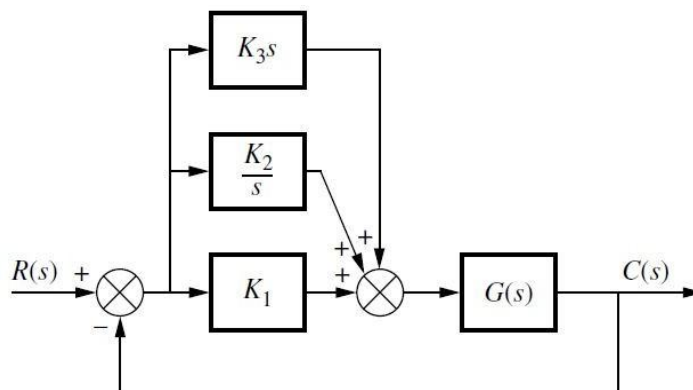 K₃s
K₂
s
+
+
R(s) + + K₁ G(s) C(s)
−